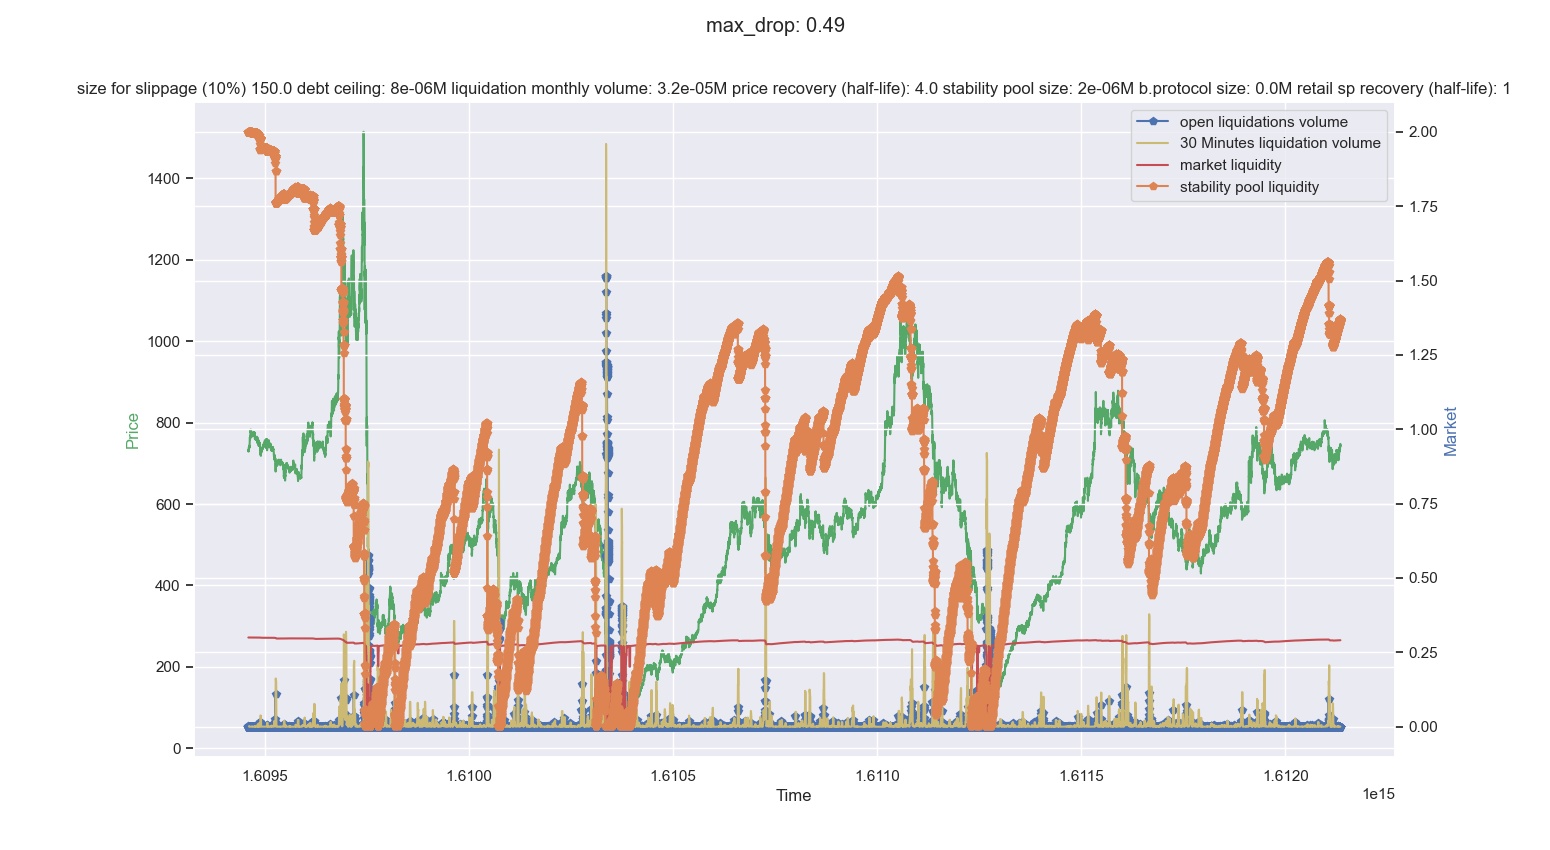 max_drop: 0.49
size for slippage (10%) 150.0 debt ceiling: 8e-06M liquidation monthly volume: 3.2e-05M price recovery (half-life): 4.0 stability pool size: 2e-06M b.protocol size: 0.0M retail sp recovery (half-life): 1
open liquidations volume
30 Minutes liquidation volume
market liquidity
stability pool liquidity
Price
1400
1200
1000
800
600
400
200
0
2.00
1.75
1.50
1.25
1.00
0.75
0.50
0.25
0.00
Market
1.6095 1.6100 1.6105 1.6110 1.6115 1.6120
Time
1e15